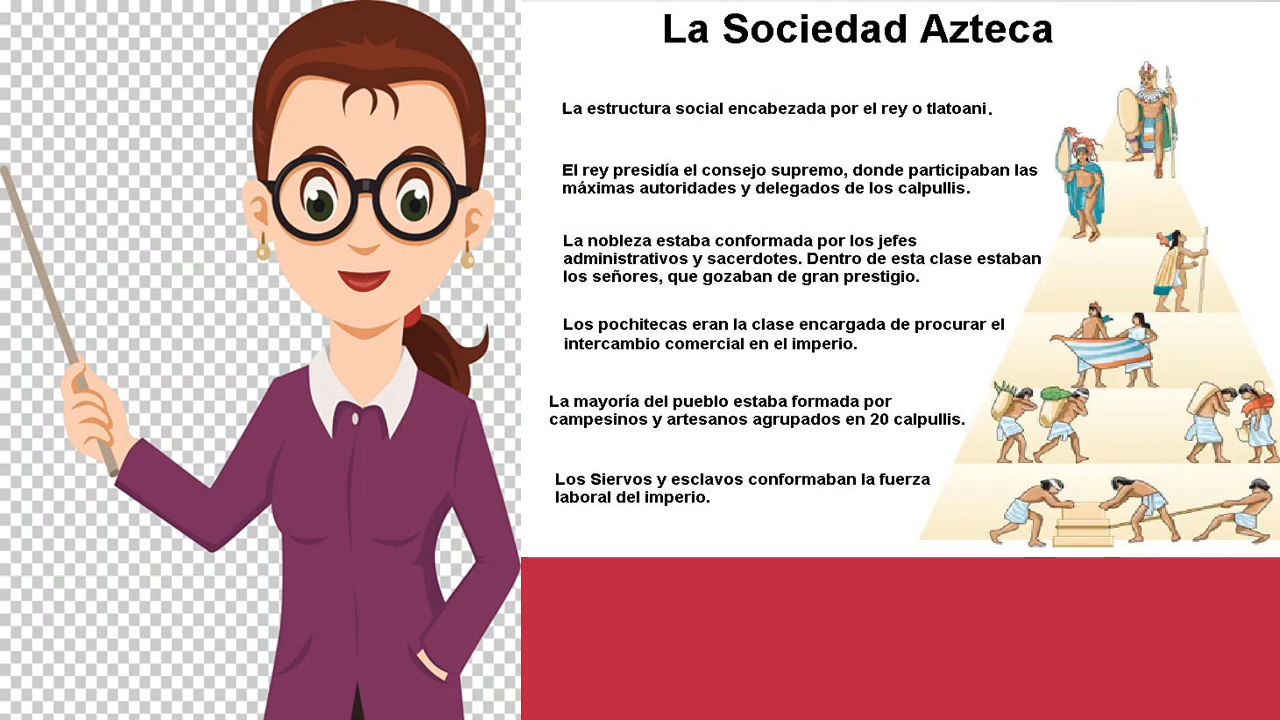 La Sociedad Azteca
La estructura social encabezada por el rey o tlatoani.
El rey presidía el consejo supremo, donde participaban las
máximas autoridades y delegados de los calpullis.
La nobleza estaba conformada por los jefes
administrativos y sacerdotes. Dentro de esta clase estaban
los señores, que gozaban de gran prestigio.
Los pochitecas eran la clase encargada de procurar el
intercambio comercial en el imperio.
La mayoría del pueblo estaba formada por
campesinos y artesanos agrupados en 20 calpullis.
Los Siervos y esclavos conformaban la fuerza
laboral del imperio.